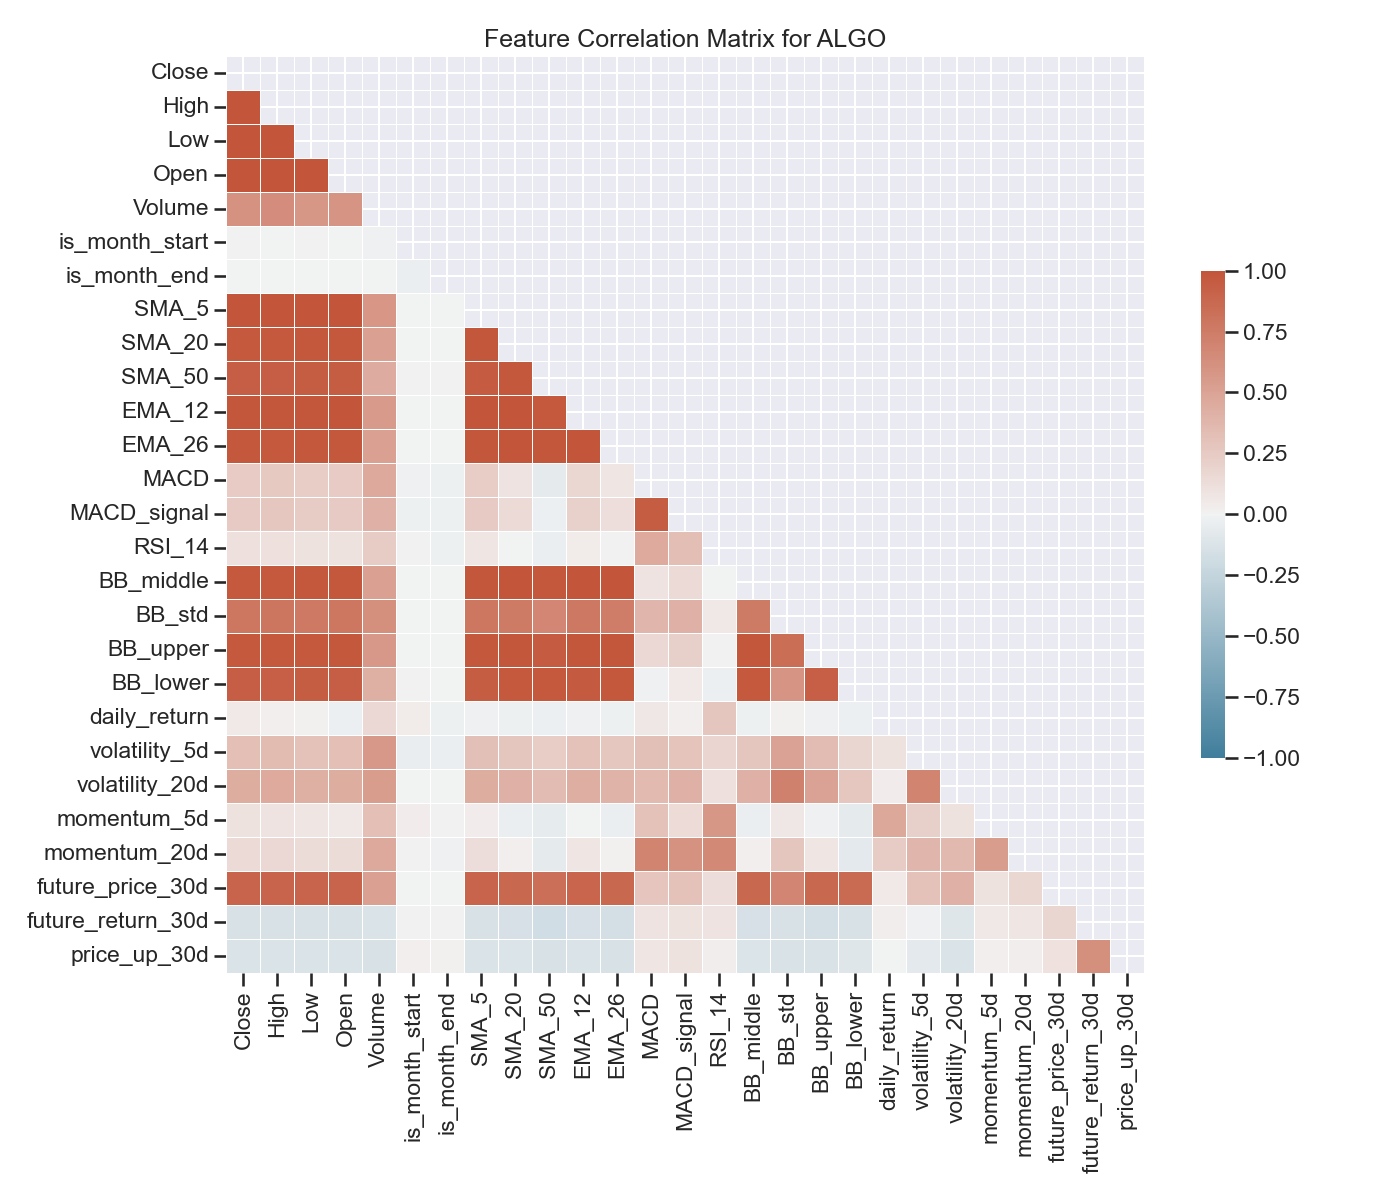 Feature Correlation Matrix for ALGO
Close
High
Low
Open
Volume
is_month_start
is_month_end
SMA_5
SMA_20
SMA_50
EMA_12
EMA_26
MACD
MACD_signal
RSI_14
BB_middle
BB_std
BB_upper
BB_lower
daily_return
volatility_5d
volatility_20d
momentum_5d
momentum_20d
future_price_30d
future_return_30d
price_up_30d
Close
High
Low
Open
Volume
is_month_start
is_month_end
SMA_5
SMA_20
SMA_50
EMA_12
EMA_26
MACD
MACD_signal
RSI_14
BB_middle
BB_std
BB_upper
BB_lower
daily_return
volatility_5d
volatility_20d
momentum_5d
momentum_20d
future_price_30d
future_return_30d
price_up_30d
1.00
0.75
0.50
0.25
0.00
−0.25
−0.50
−0.75
−1.00